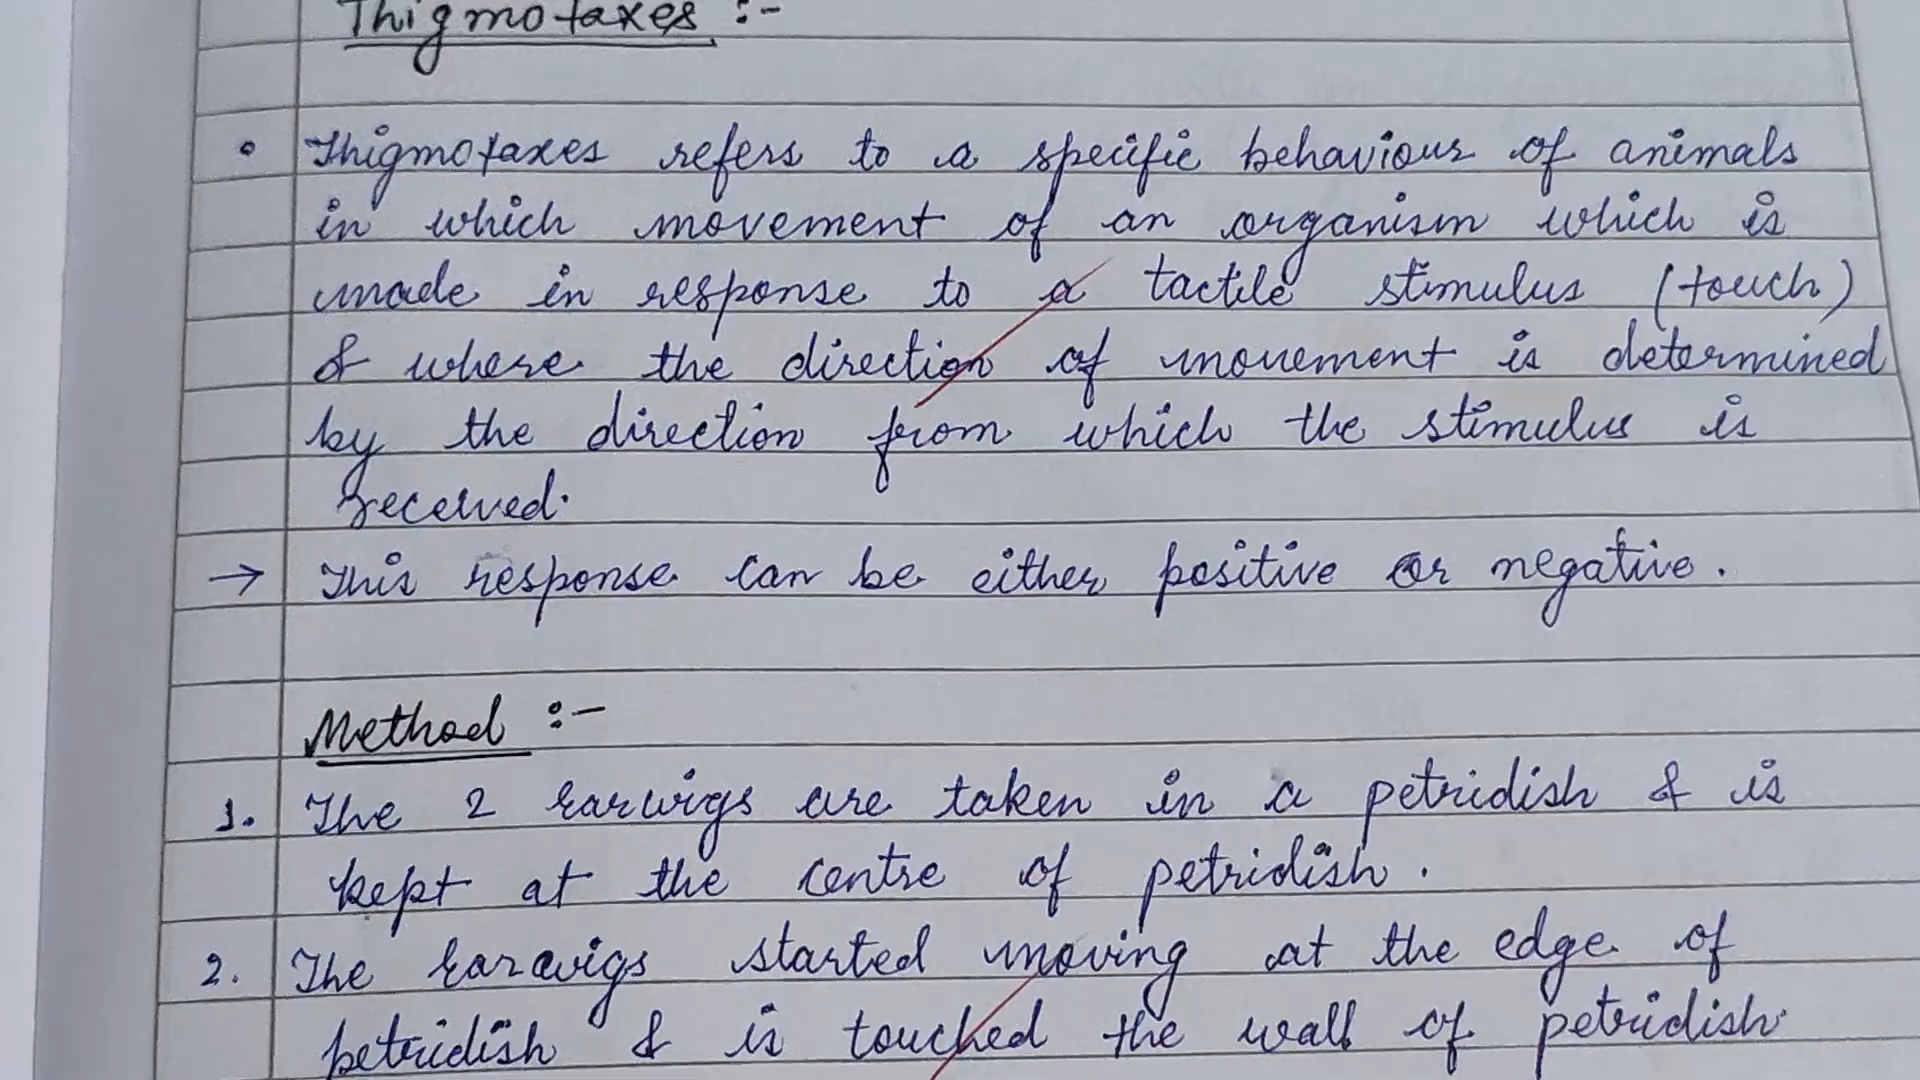 Thigmotaxes :-
• Thigmotaxes refers to a specific behaviour of animals
in which movement of an organism which is
made in response to a tactile stimulus (touch)
& where the direction of movement is determined
by the direction from which the stimulus is
received.
→ This response can be either positive or negative.
Method :-
1. The 2 earwigs are taken in a petridish & is
kept at the centre of petridish.
2. The earwigs started moving at the edge of
petridish & is touched the wall of petridish